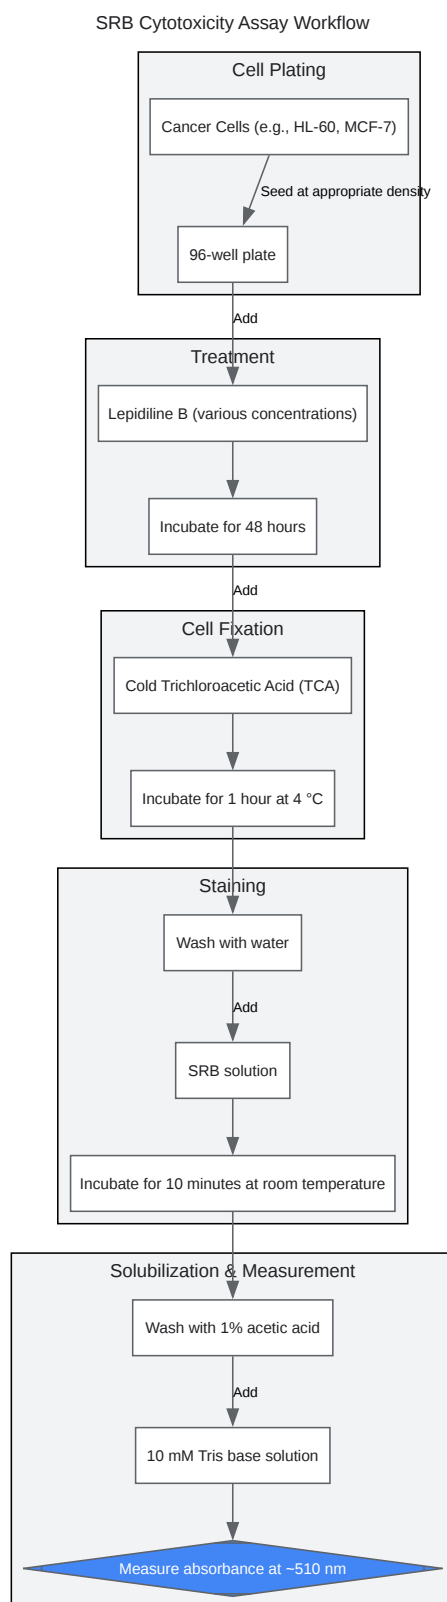 SRB Cytotoxicity Assay Workflow
Cell Plating
Cancer Cells (e.g., HL-60, MCF-7)
Seed at appropriate density
96-well plate
Add
Treatment
Lepidiline B (various concentrations)
Incubate for 48 hours
Add
Cell Fixation
Cold Trichloroacetic Acid (TCA)
Incubate for 1 hour at 4 °C
Staining
Wash with water
Add
SRB solution
Incubate for 10 minutes at room temperature
Solubilization & Measurement
Wash with 1% acetic acid
Add
10 mM Tris base solution
Measure absorbance at ~510 nm